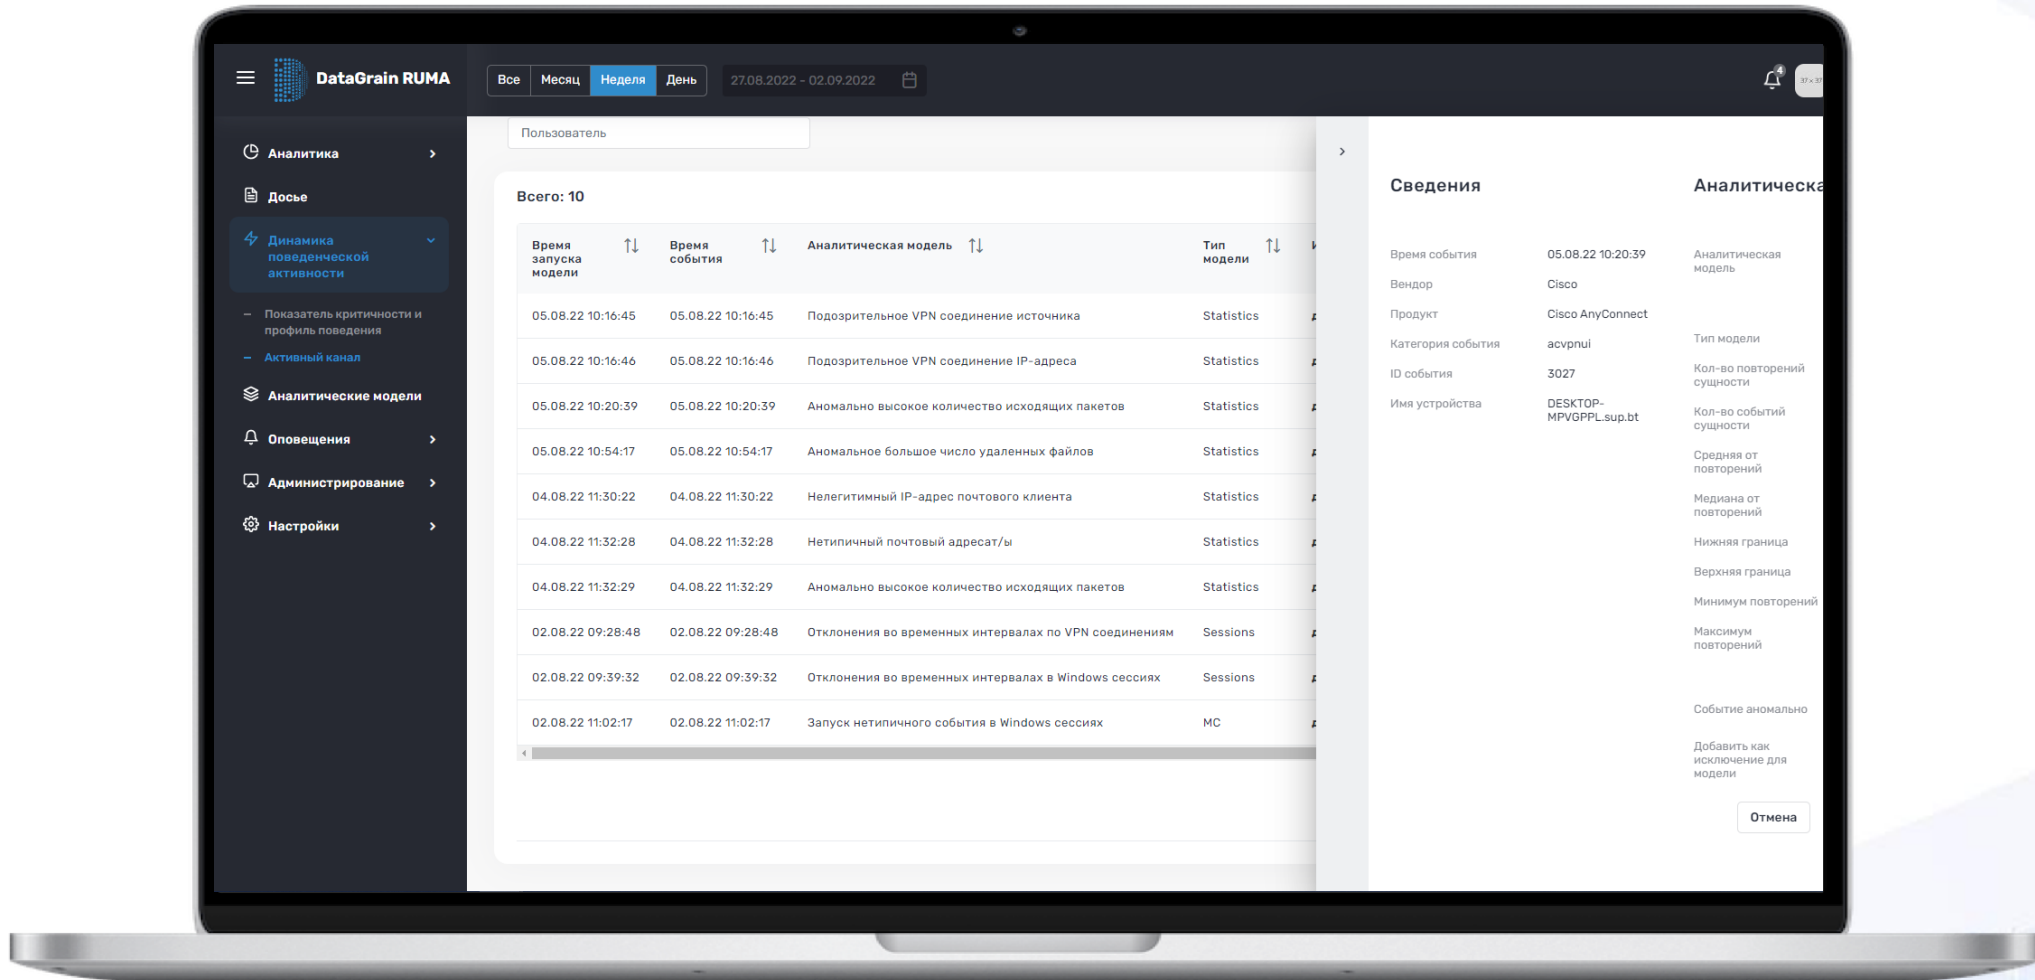 DataGrain RUMA
Все Месяц Неделя День 27.08.2022 - 02.09.2022
4
37×37
Аналитика
Досье
Динамика
поведенческой
активности
– Показатель критичности и
профиль поведения
– Активный канал
Аналитические модели
Оповещения
Администрирование
Настройки
Пользователь
Всего: 10
Время
запуска
модели
Время
события
Аналитическая модель
Тип
модели
05.08.22 10:16:45 05.08.22 10:16:45 Подозрительное VPN соединение источника Statistics
05.08.22 10:16:46 05.08.22 10:16:46 Подозрительное VPN соединение IP-адреса Statistics
05.08.22 10:20:39 05.08.22 10:20:39 Аномально высокое количество исходящих пакетов Statistics
05.08.22 10:54:17 05.08.22 10:54:17 Аномальное большое число удаленных файлов Statistics
04.08.22 11:30:22 04.08.22 11:30:22 Нелегитимный IP-адрес почтового клиента Statistics
04.08.22 11:32:28 04.08.22 11:32:28 Нетипичный почтовый адресат/ы Statistics
04.08.22 11:32:29 04.08.22 11:32:29 Аномально высокое количество исходящих пакетов Statistics
02.08.22 09:28:48 02.08.22 09:28:48 Отклонения во временных интервалах по VPN соединениям Sessions
02.08.22 09:39:32 02.08.22 09:39:32 Отклонения во временных интервалах в Windows сессиях Sessions
02.08.22 11:02:17 02.08.22 11:02:17 Запуск нетипичного события в Windows сессиях МС
Сведения
Время события 05.08.22 10:20:39
Вендор Cisco
Продукт Cisco AnyConnect
Категория события acvpnui
ID события 3027
Имя устройства DESKTOP-
MPVGPPL.sup.bt
Аналитическа
Аналитическая
модель
Тип модели
Кол-во повторений
сущности
Кол-во событий
сущности
Средняя от
повторений
Медиана от
повторений
Нижняя граница
Верхняя граница
Минимум повторений
Максимум
повторений
Событие аномально
Добавить как
исключение для
модели
Отмена